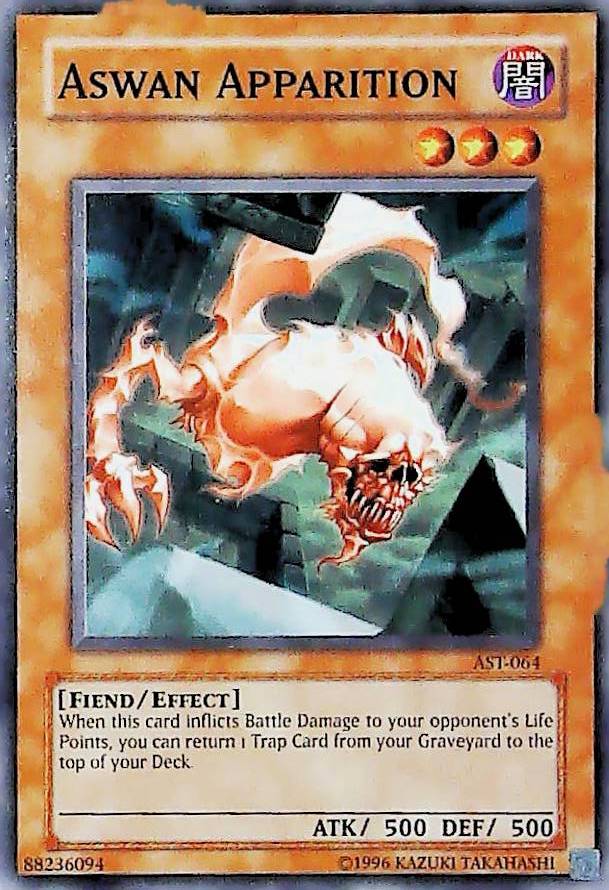 ASWAN APPARITION
DARK
闇
AST-064
[FIEND/EFFECT]
When this card inflicts Battle Damage to your opponent's Life
Points, you can return 1 Trap Card from your Graveyard to the
top of your Deck.
ATK/ 500 DEF/ 500
88236094
©1996 KAZUKI TAKAHASHI